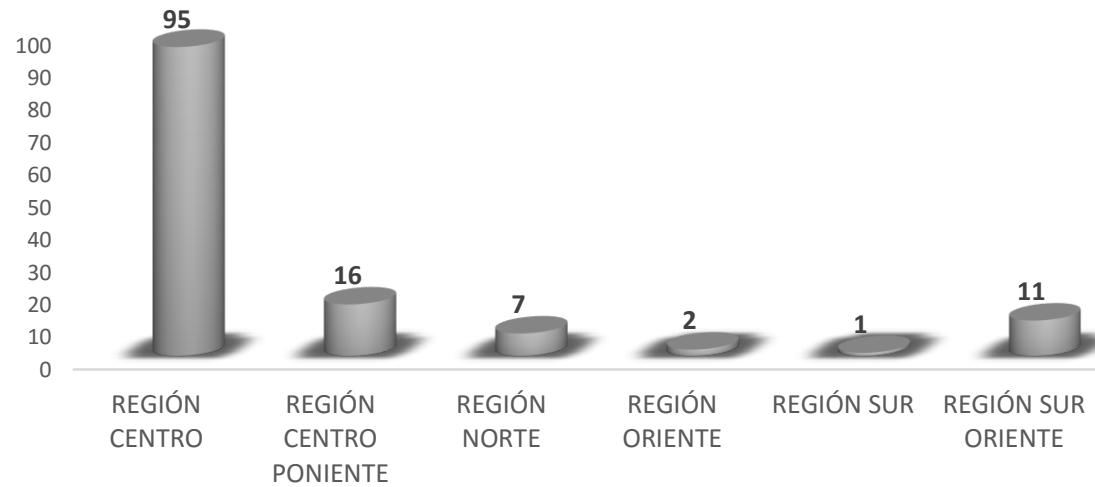 95
100
90
80
70
60
50
40
30
20
10
0
16
7
2
1
11
REGIÓN
CENTRO
REGIÓN
CENTRO
PONIENTE
REGIÓN
NORTE
REGIÓN
ORIENTE
REGIÓN SUR
REGIÓN SUR
ORIENTE